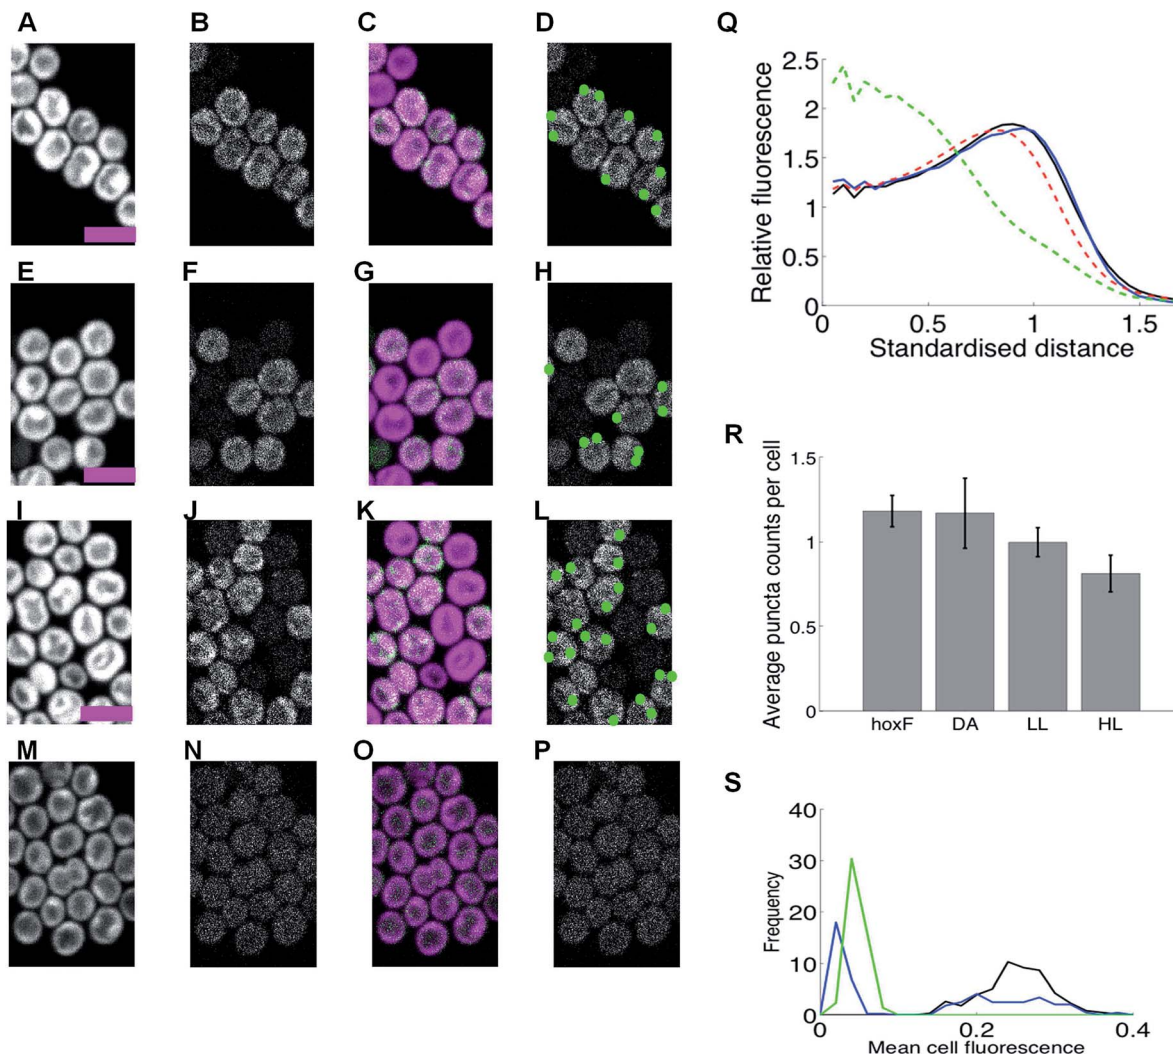 A B C D
E F G H
I J K L
M N O P
Q
2.5
2
1.5
1
0.5
0
0 0.5 1 1.5
Relative fluorescence
Standardised distance
R
1.5
1
0.5
0
hoxF DA LL HL
Average puncta counts per cell
S
40
30
20
10
0
0 0.2 0.4
Frequency
Mean cell fluorescence